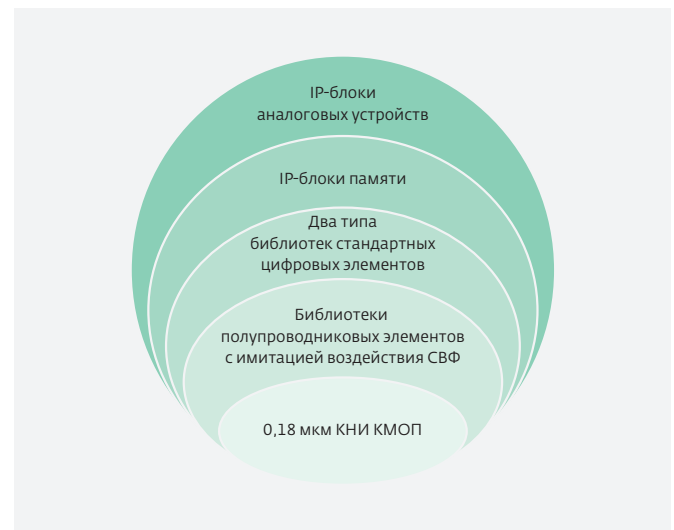 IP-блоки
аналоговых устройств
IP-блоки памяти
Два типа
библиотек стандартных
цифровых элементов
Библиотеки
полупроводниковых элементов
с имитацией воздействия СВФ
0,18 мкм КНИ КМОП